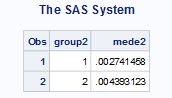 The SAS System
Obs group2 mede2
1 1 .002741458
2 2 .004393123